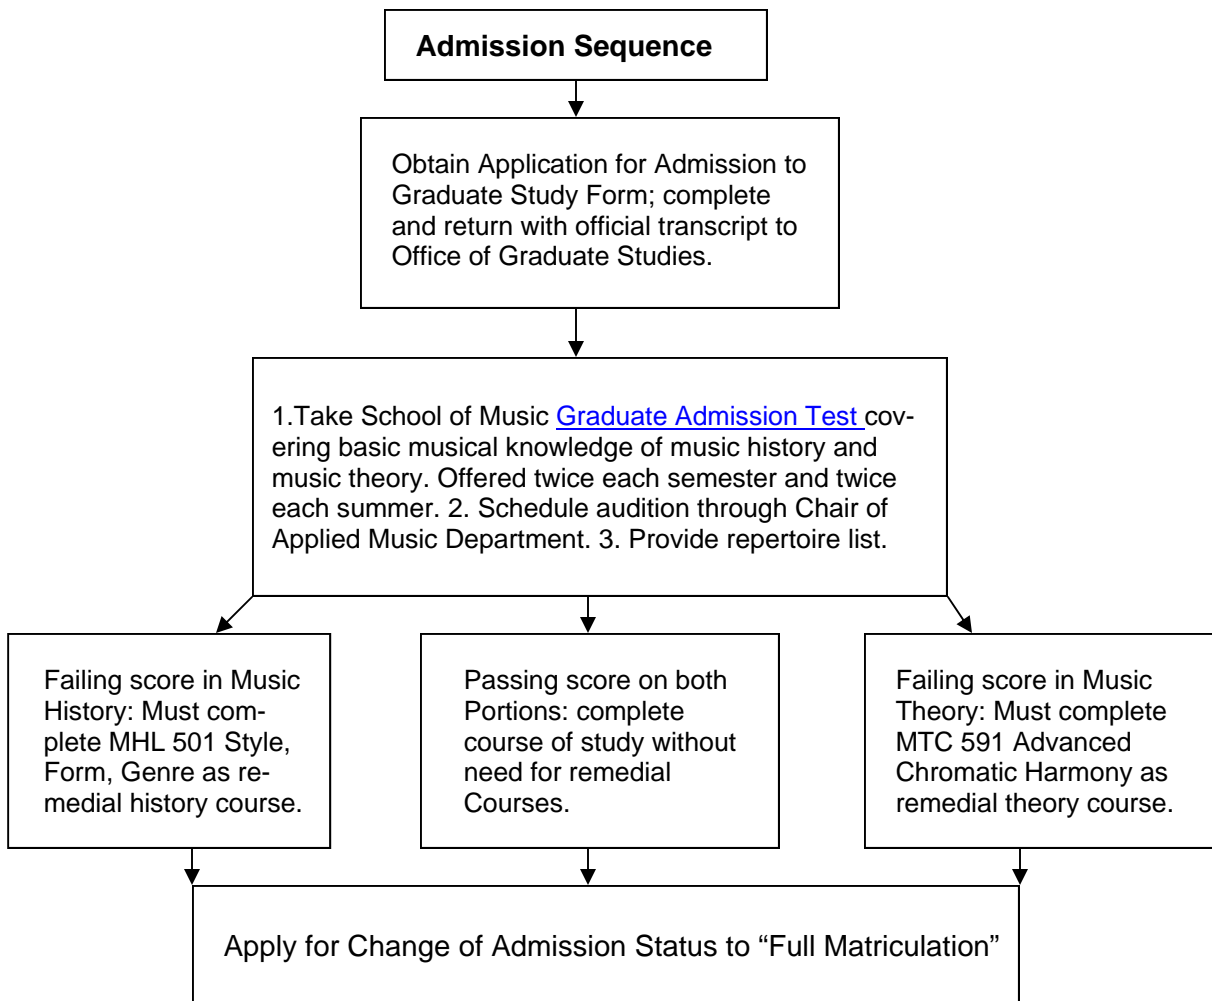 Admission Sequence
Obtain Application for Admission to
Graduate Study Form; complete
and return with official transcript to
Office of Graduate Studies.
1.Take School of Music Graduate Admission Test cov-
ering basic musical knowledge of music history and
music theory. Offered twice each semester and twice
each summer. 2. Schedule audition through Chair of
Applied Music Department. 3. Provide repertoire list.
Failing score in Music
History: Must com-
plete MHL 501 Style,
Form, Genre as re-
medial history course.
Passing score on both
Portions: complete
course of study without
need for remedial
Courses.
Failing score in Music
Theory: Must complete
MTC 591 Advanced
Chromatic Harmony as
remedial theory course.
Apply for Change of Admission Status to “Full Matriculation”